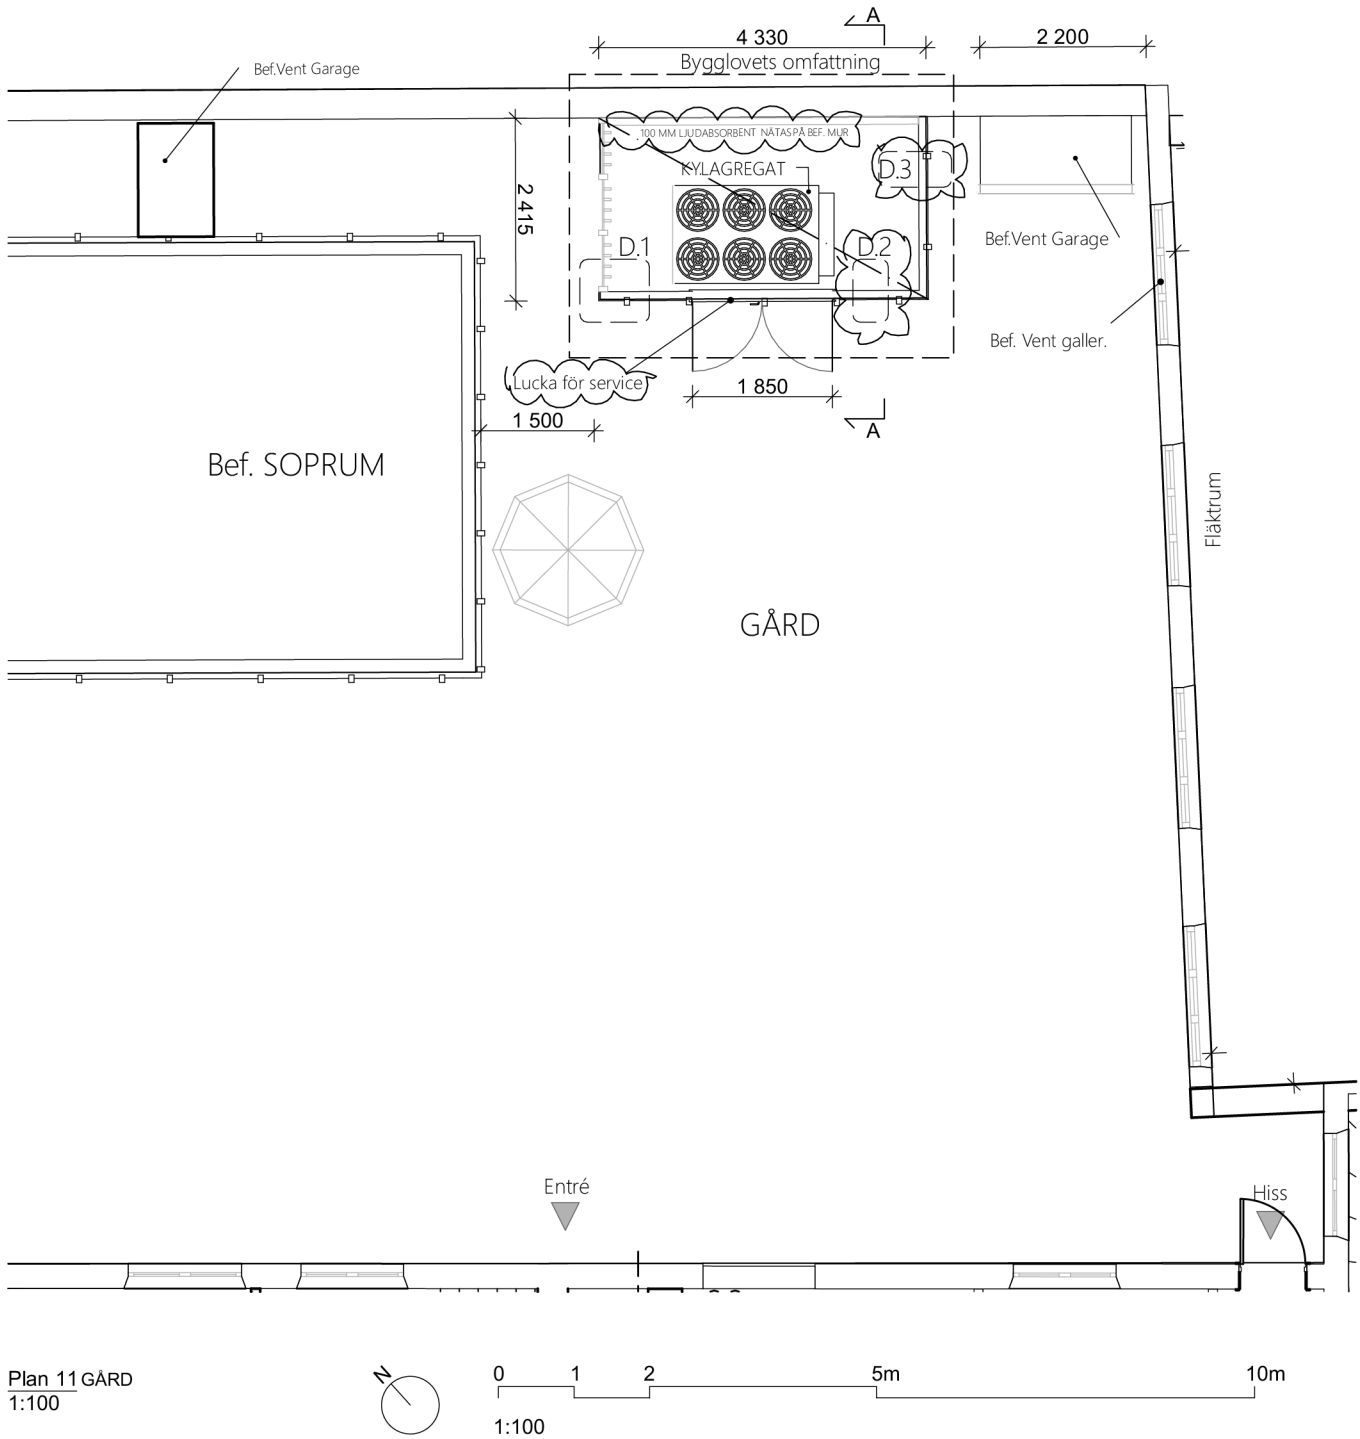 A
4 330
2 200
Bygglovets omfattning
Bef.Vent Garage
100 MM LJUDABSORBENT NÄTAS PÅ BEF. MUR
KYLAGREGAT
D.3
2 415
D.1
D.2
Bef.Vent Garage
Bef. Vent galler.
Lucka för service
1 850
1 500
A
Bef. SOPRUM
Fläktrum
GÅRD
Entré
Hiss
Plan 11 GÅRD
1:100
N
0 1 2 5m 10m
1:100